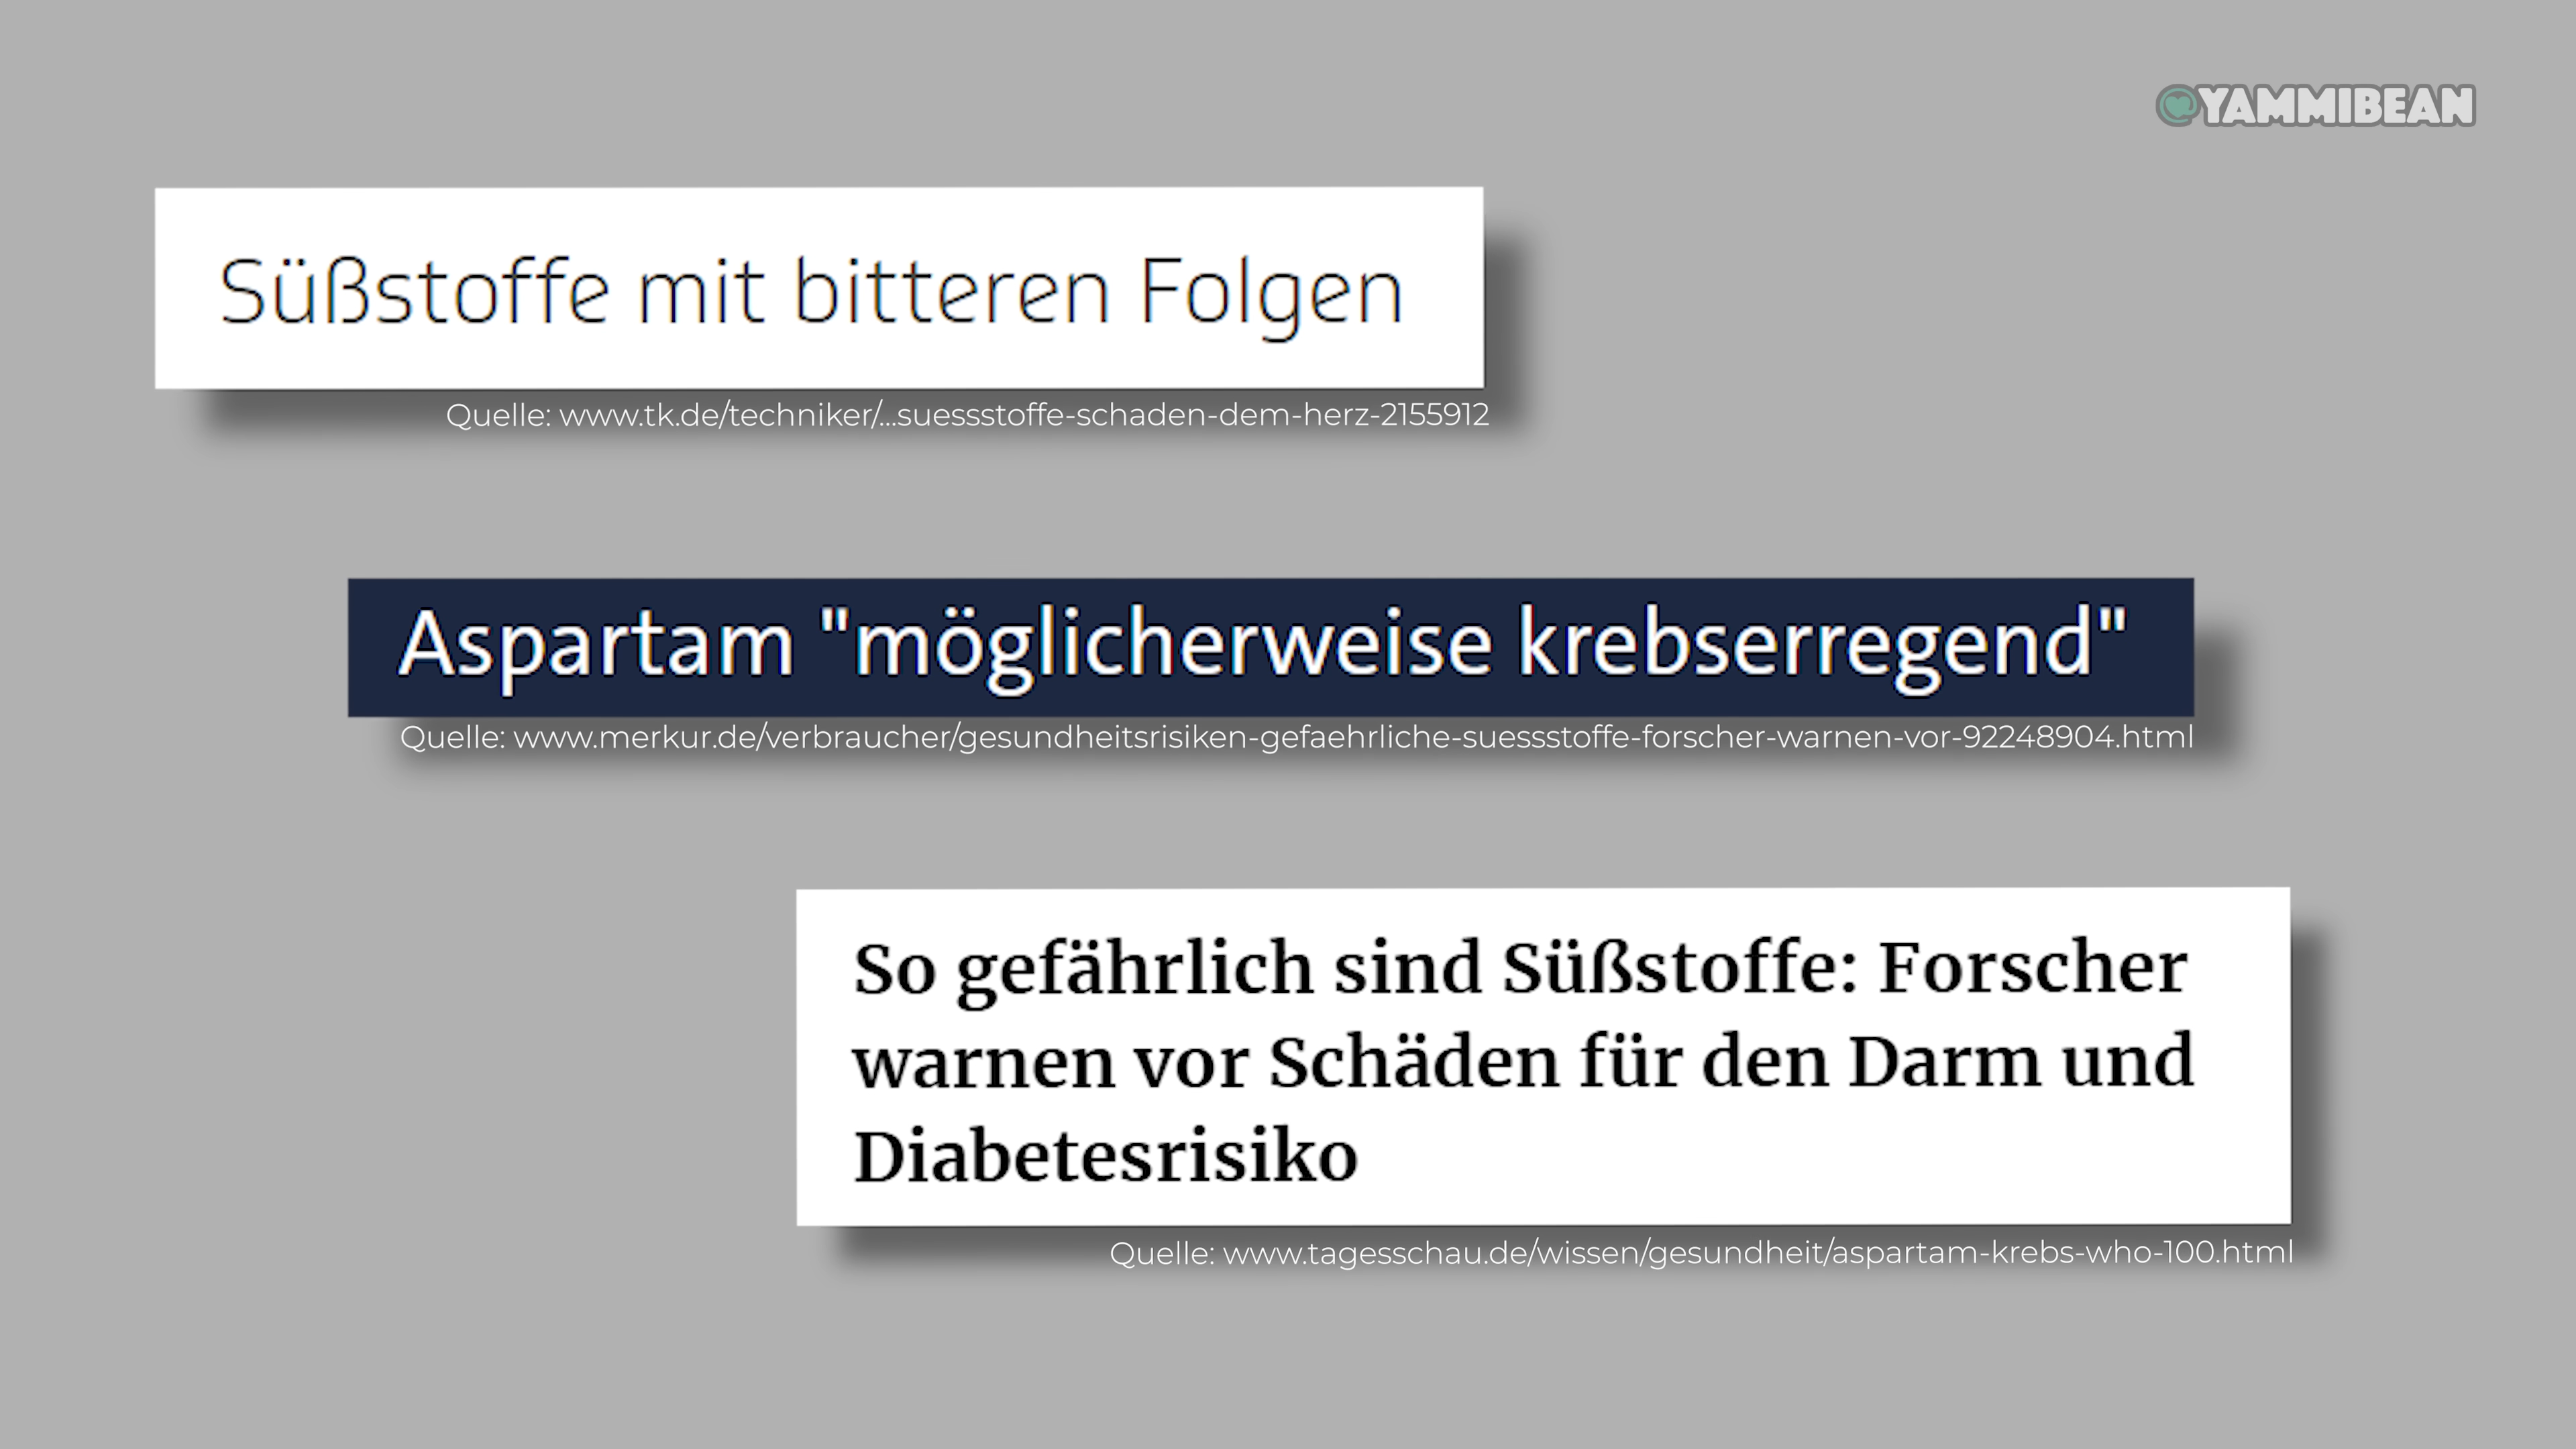 @YAMMIBEAN
Süßstoffe mit bitteren Folgen
Quelle: www.tk.de/techniker/...suessstoffe-schaden-dem-herz-2155912
Aspartam "möglicherweise krebserregend"
Quelle: www.merkur.de/verbraucher/gesundheitsrisiken-gefaehrliche-suessstoffe-forscher-warnen-vor-92248904.html
So gefährlich sind Süßstoffe: Forscher
warnen vor Schäden für den Darm und
Diabetesrisiko
Quelle: www.tagesschau.de/wissen/gesundheit/aspartam-krebs-who-100.html